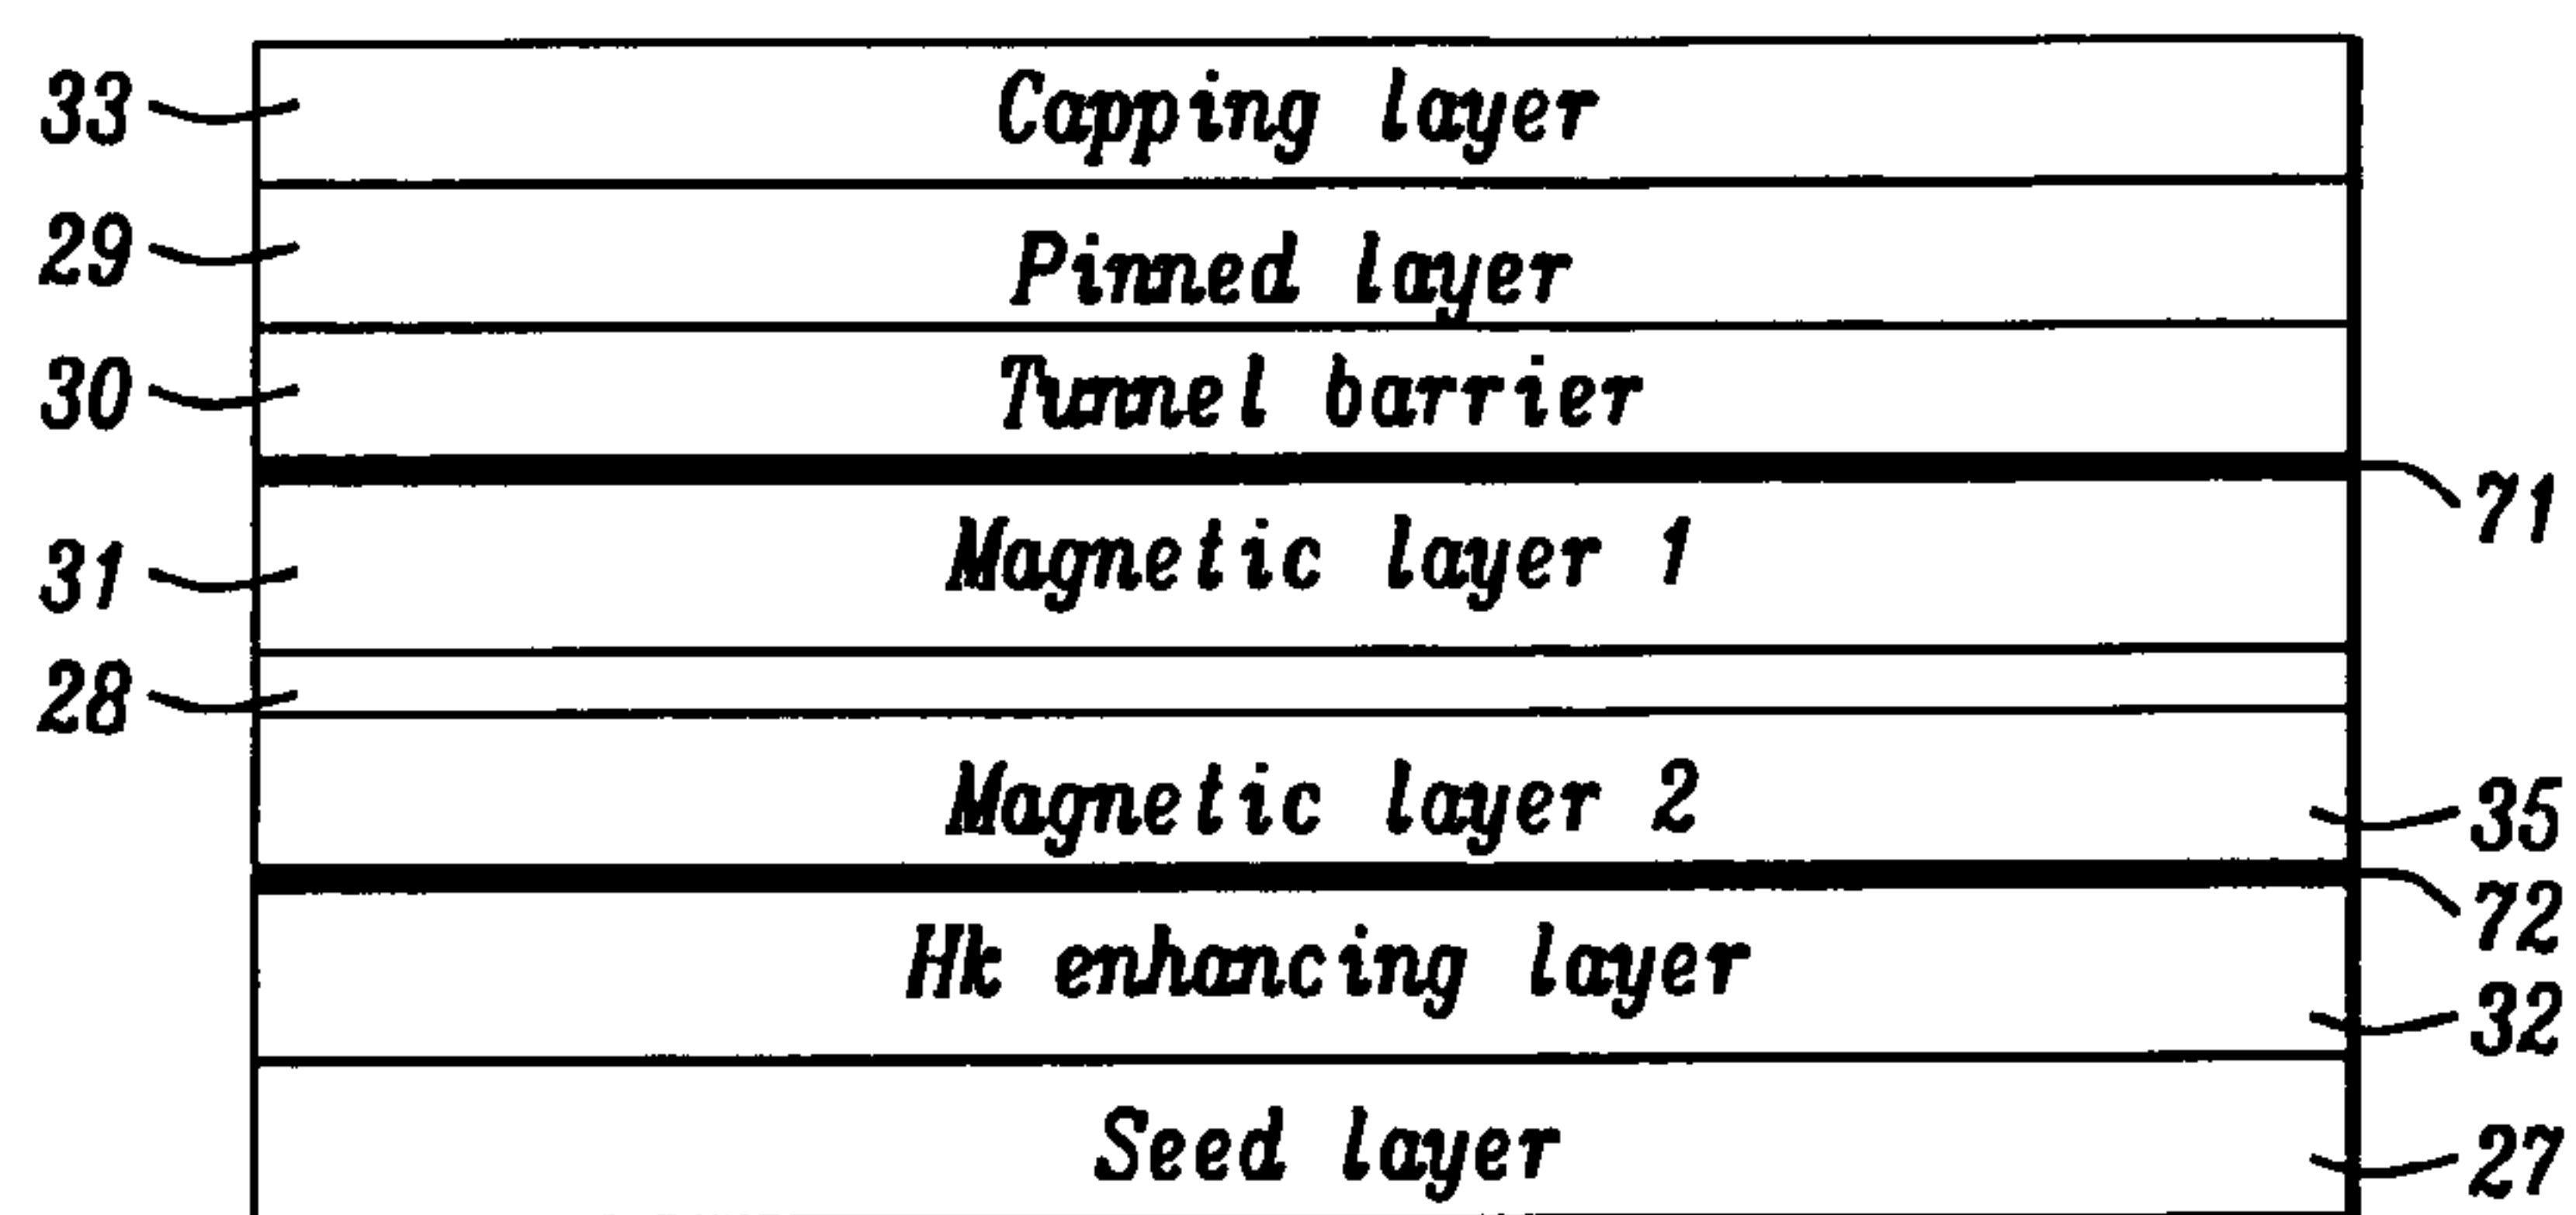 33 Capping layer
29 Pinned layer
30 Tunnel barrier
71
31 Magnetic layer 1
28
Magnetic layer 2 35
72
Hk enhancing layer 32
Seed layer 27